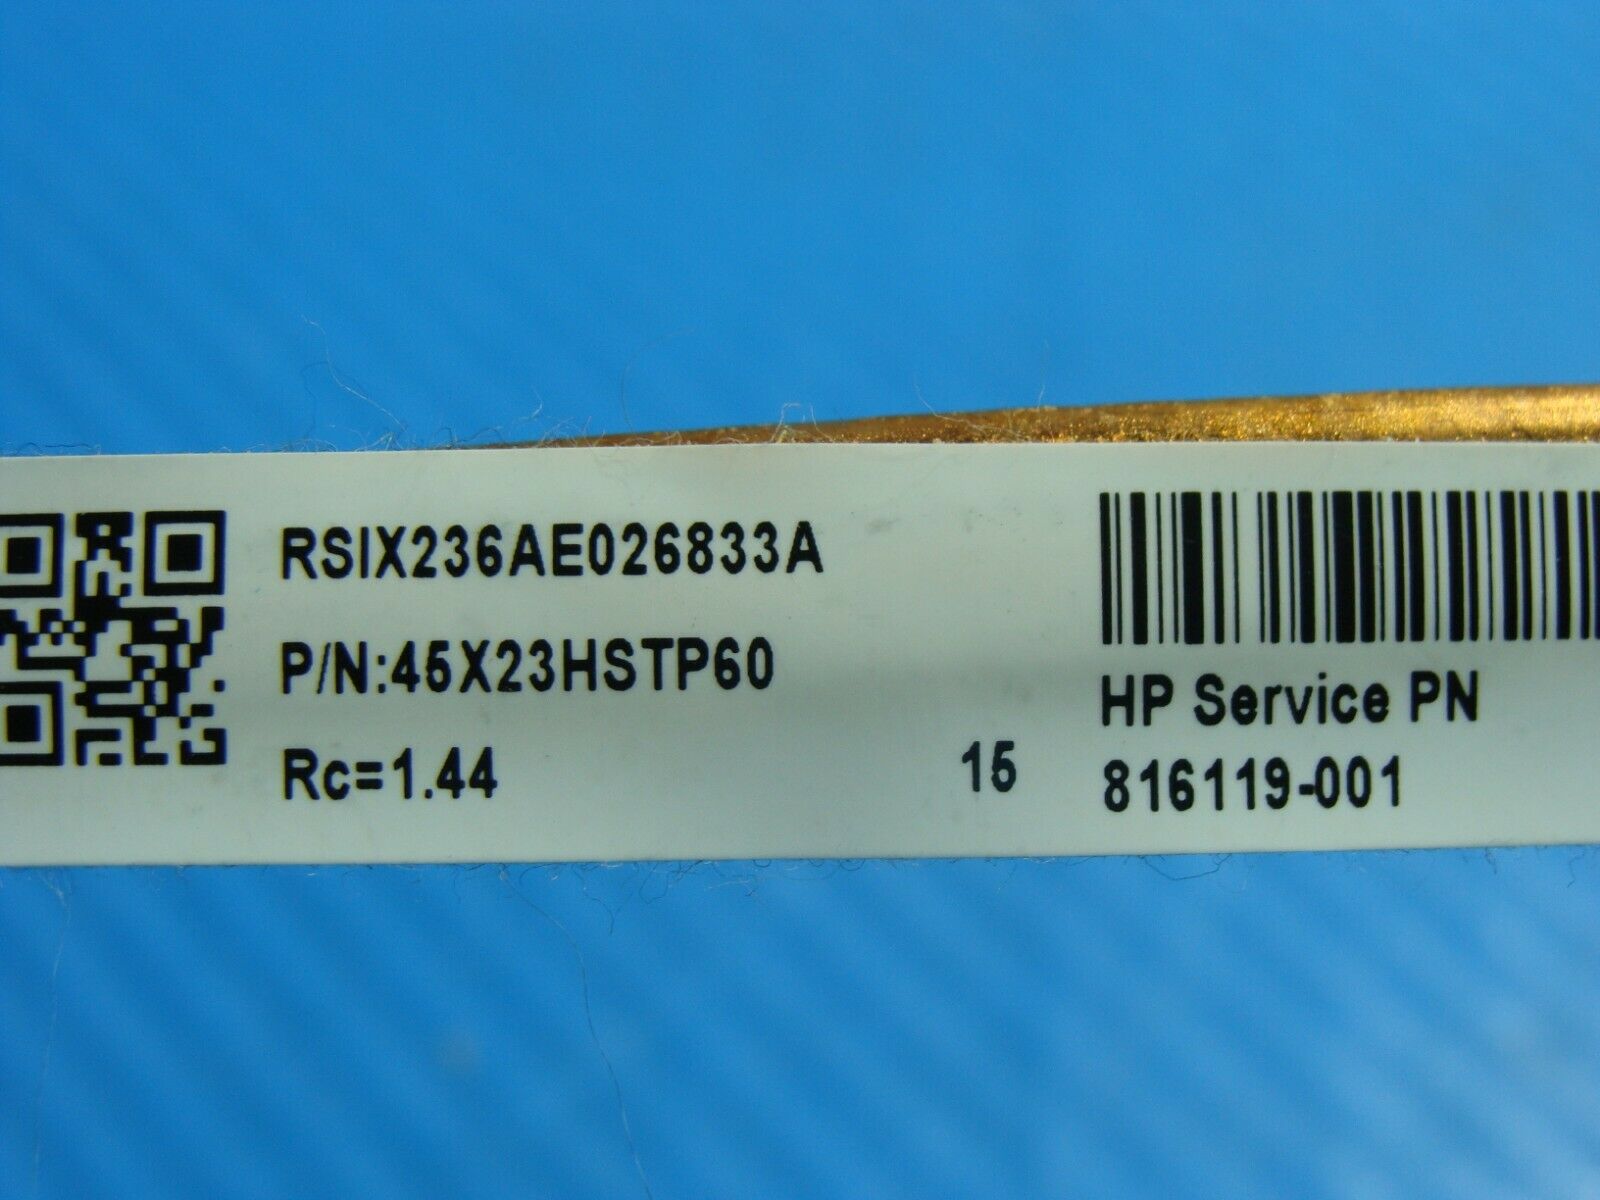 RSIX236AE026833A
P/N:45X23HSTP60
Rc=1.44
15
HP Service PN
816119-001